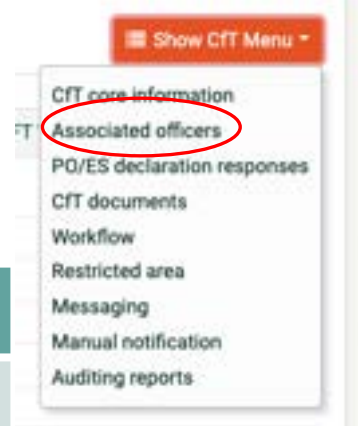 Show CfT Menu
CfT core information
FT Associated officers
PO/ES declaration responses
CfT documents
Workflow
Restricted area
Messaging
Manual notification
Auditing reports